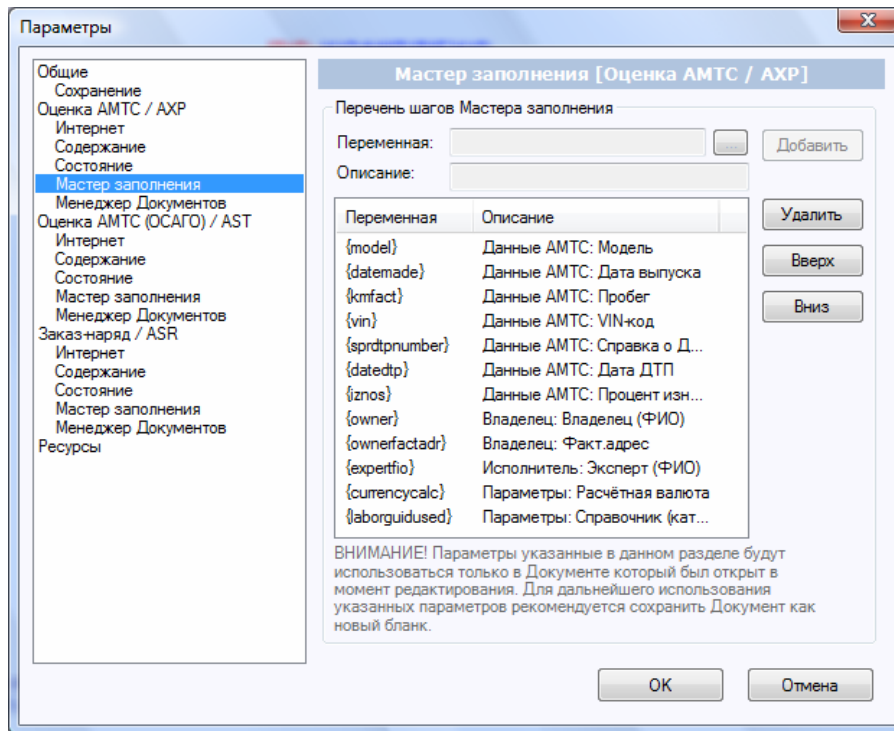 Параметры
Общие
Сохранение
Оценка АМТС / AXP
Интернет
Содержание
Состояние
Мастер заполнения
Менеджер Документов
Оценка АМТС (ОСАГО) / AST
Интернет
Содержание
Состояние
Мастер заполнения
Менеджер Документов
Заказ-наряд / ASR
Интернет
Содержание
Состояние
Мастер заполнения
Менеджер Документов
Ресурсы
Мастер заполнения [Оценка АМТС / AXP]
Перечень шагов Мастера заполнения
Переменная: ... Добавить
Описание:
Переменная Описание
{model} Данные АМТС: Модель
{datemade} Данные АМТС: Дата выпуска
{kmfact} Данные АМТС: Пробег
{vin} Данные АМТС: VIN-код
{sprdtpnumber} Данные АМТС: Справка о Д...
{datedtp} Данные АМТС: Дата ДТП
{iznos} Данные АМТС: Процент изн...
{owner} Владелец: Владелец (ФИО)
{ownerfactadr} Владелец: Факт.адрес
{expertfio} Исполнитель: Эксперт (ФИО)
{currencycalc} Параметры: Расчётная валюта
{laborguidused} Параметры: Справочник (кат...
Удалить
Вверх
Вниз
ВНИМАНИЕ! Параметры указанные в данном разделе будут
использоваться только в Документе который был открыт в
момент редактирования. Для дальнейшего использования
указанных параметров рекомендуется сохранить Документ как
новый бланк.
OK Отмена